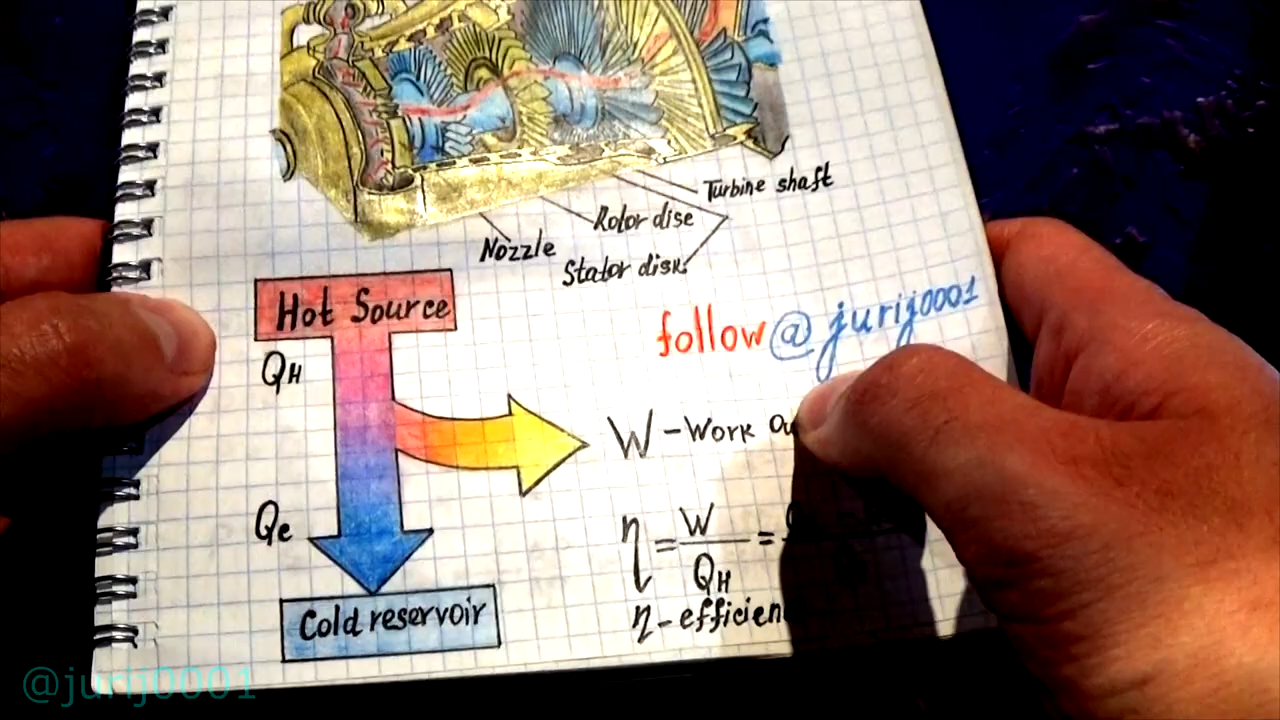 Turbine shaft
Rotor disc
Nozzle
Stator disk
Hot Source
follow @jurij0001
QH
W - Work
Qc
η = W / QH =
η - efficien
Cold reservoir
@jurij0001